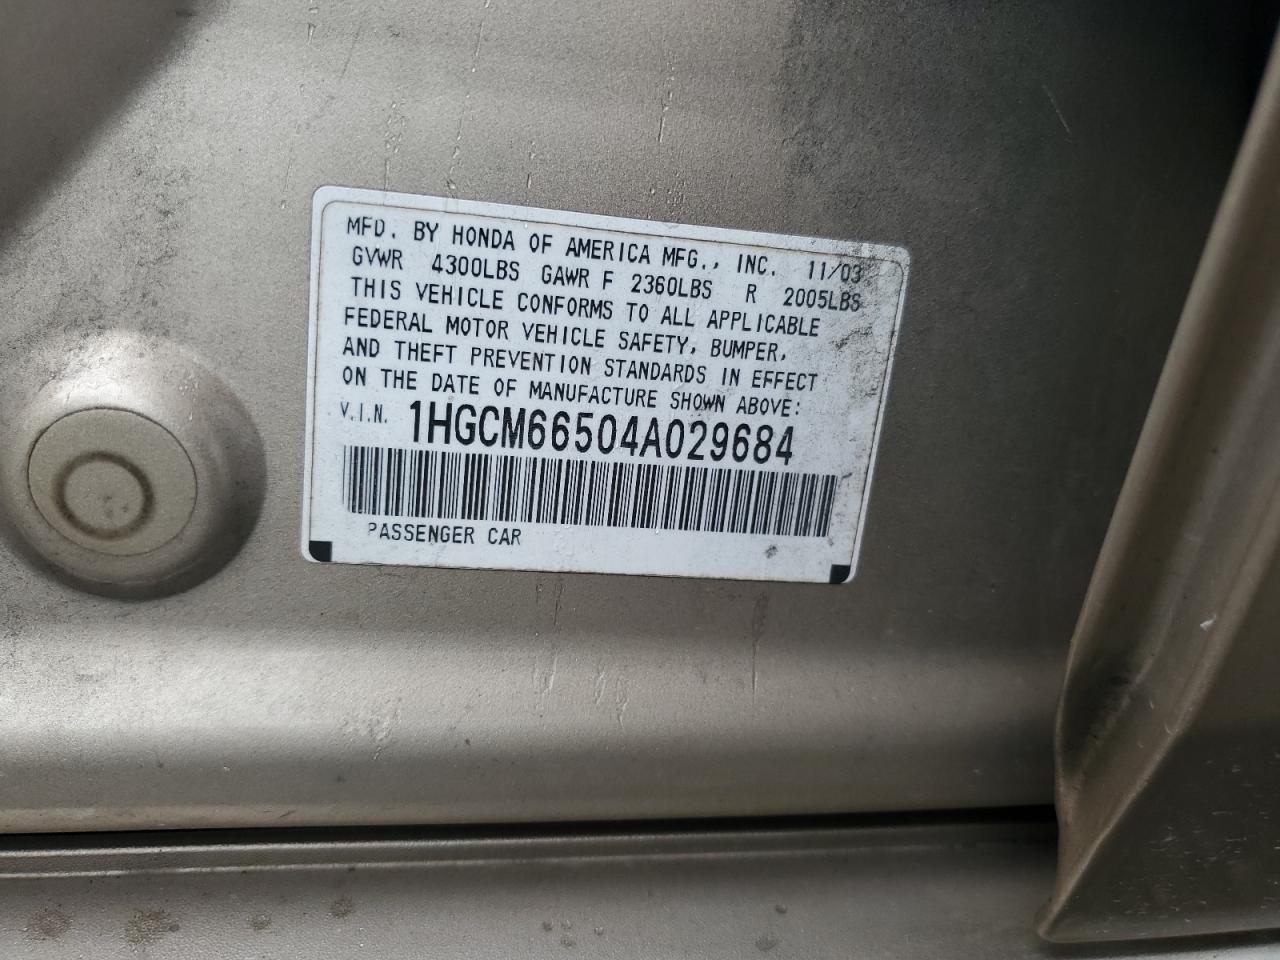 MFD. BY HONDA OF AMERICA MFG., INC. 11/03
GVWR 4300LBS GAWR F 2360LBS R 2005LBS
THIS VEHICLE CONFORMS TO ALL APPLICABLE
FEDERAL MOTOR VEHICLE SAFETY, BUMPER,
AND THEFT PREVENTION STANDARDS IN EFFECT
ON THE DATE OF MANUFACTURE SHOWN ABOVE:
V.I.N. 1HGCM66504A029684
PASSENGER CAR